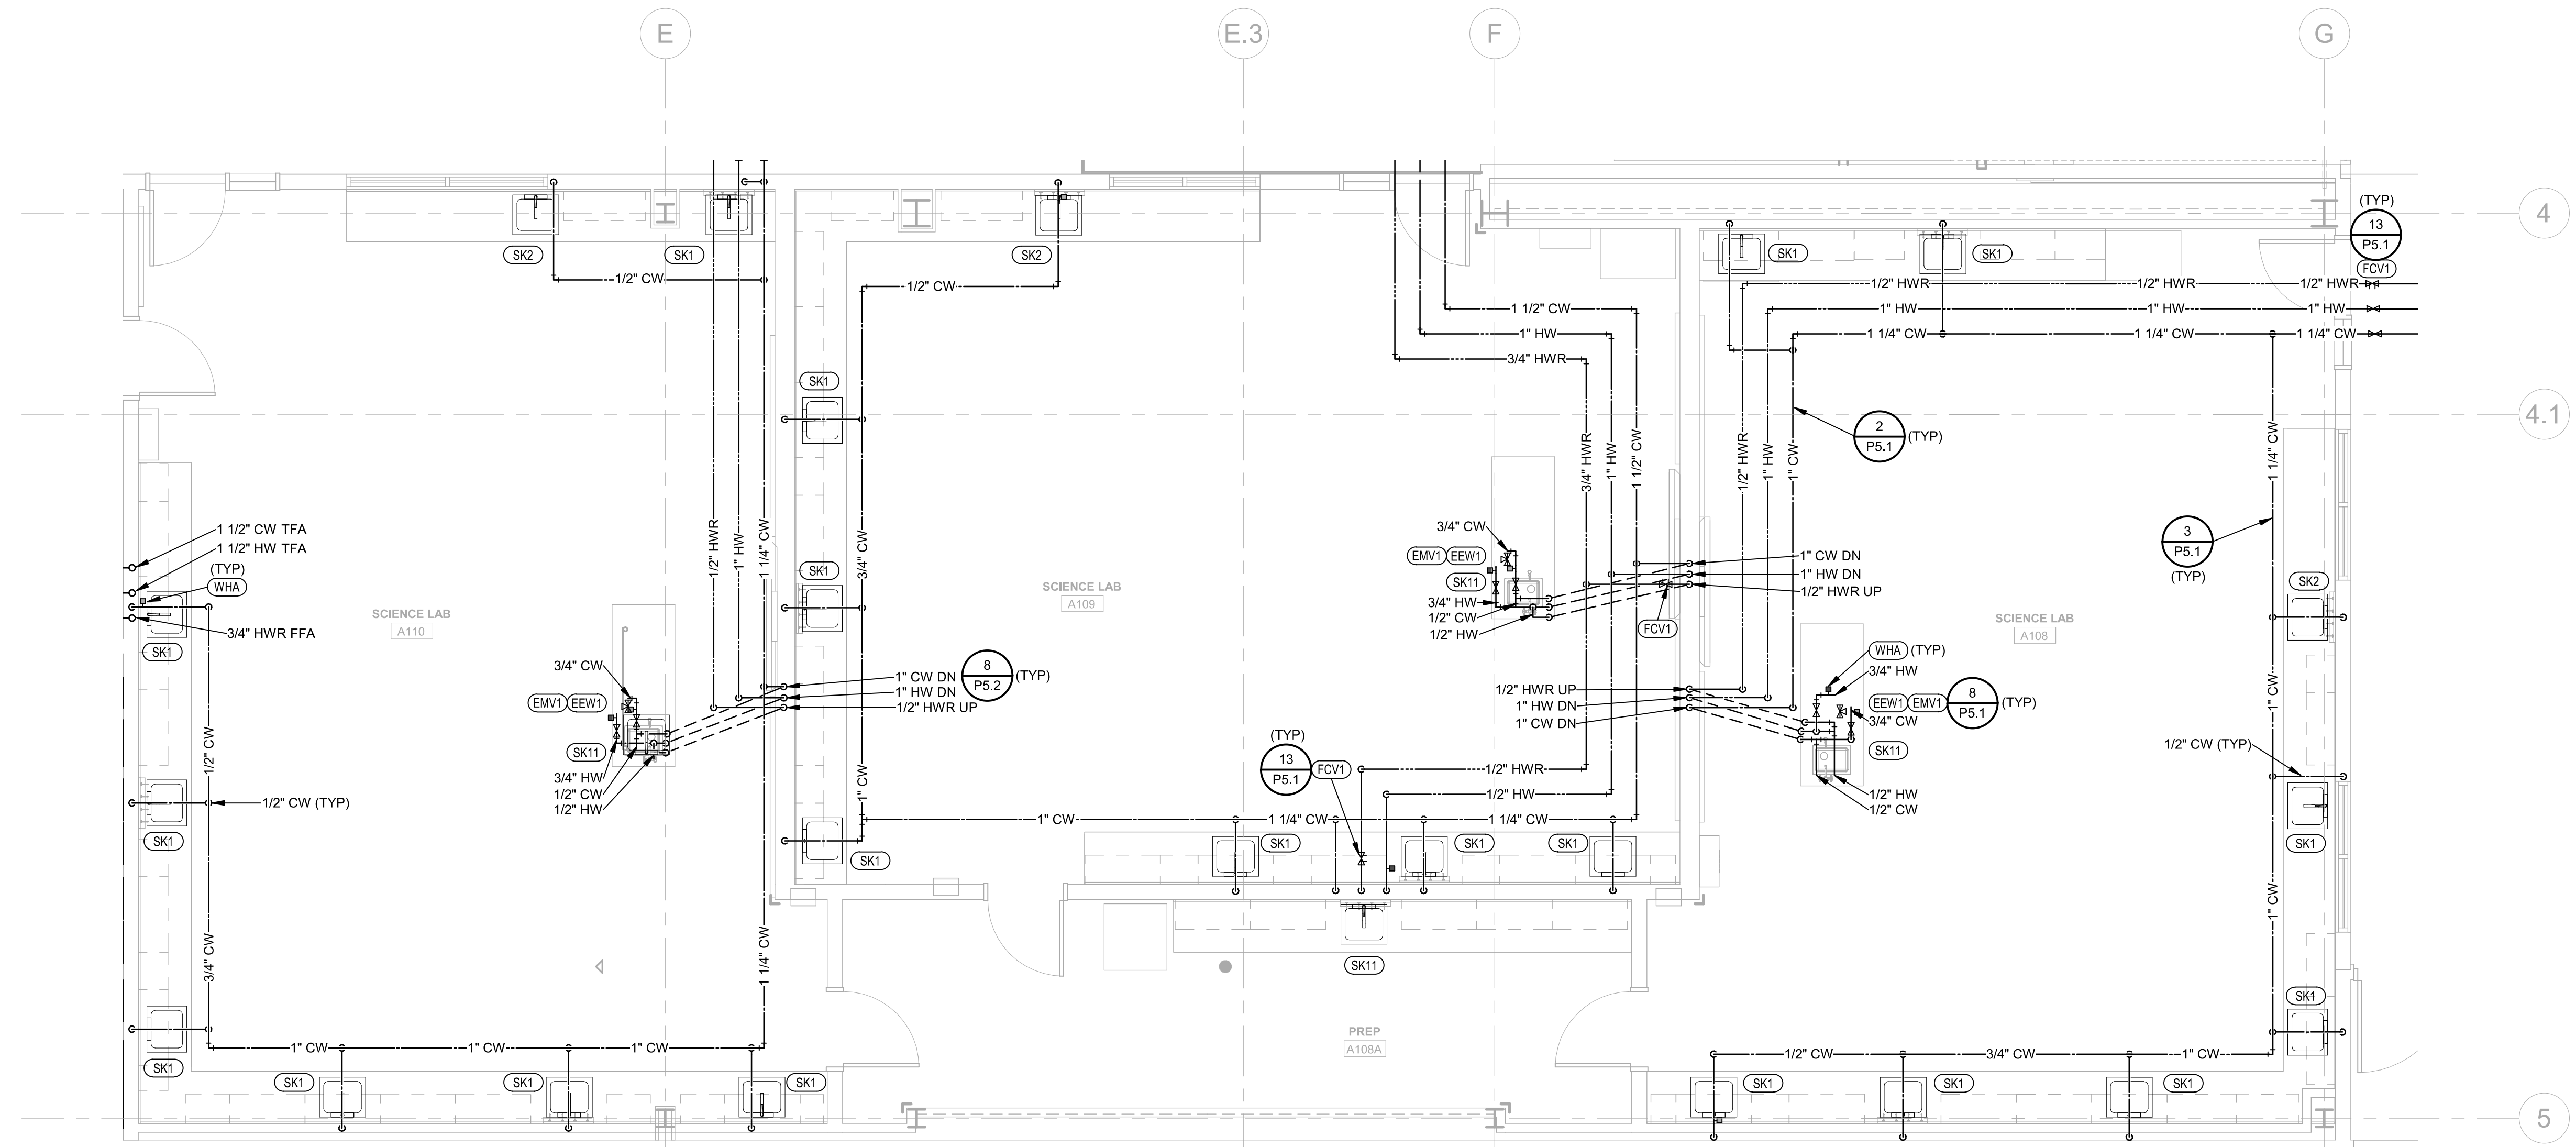 E
E.3
F
G
(TYP)
13
P5.1
FCV1
4
SK2
SK1
SK2
SK1
SK1
1/2" CW
1/2" CW
1/2" HWR
1/2" HWR
1/2" HWR
1 1/2" CW
1" HW
1" HW
1" HW
1" HW
1 1/4" CW
1 1/4" CW
1 1/4" CW
3/4" HWR
SK1
4.1
2
P5.1
(TYP)
1/2" HWR
1" HW
1 1/4" CW
3/4" CW
3/4" HWR
1" HW
1 1/2" CW
1/2" HWR
1" HW
1" CW
1 1/4" CW
1 1/2" CW TFA
1 1/2" HW TFA
(TYP)
WHA
3/4" HWR FFA
SK1
SCIENCE LAB
A110
SK1
SCIENCE LAB
A109
3/4" CW
EMV1
EEW1
SK11
3/4" HW
1/2" CW
1/2" HW
1" CW DN
1" HW DN
1/2" HWR UP
FCV1
3
P5.1
(TYP)
SK2
SCIENCE LAB
A108
WHA
(TYP)
3/4" HW
EEW1
EMV1
8
P5.1
(TYP)
3/4" CW
SK11
1/2" HW
1/2" CW
3/4" CW
EMV1
EEW1
SK11
3/4" HW
1/2" CW
1/2" HW
1" CW DN
1" HW DN
1/2" HWR UP
8
P5.2
(TYP)
1/2" HWR UP
1" HW DN
1" CW DN
1/2" CW
1" CW
1" CW
1/2" CW (TYP)
1/2" CW (TYP)
SK1
(TYP)
13
P5.1
FCV1
1/2" HWR
1/2" HW
1" CW
1 1/4" CW
1 1/4" CW
SK1
SK1
SK1
SK1
SK1
1" CW
3/4" CW
1 1/4" CW
SK11
PREP
A108A
SK1
1" CW
1" CW
1" CW
1/2" CW
3/4" CW
1" CW
SK1
SK1
SK1
SK1
SK1
SK1
SK1
5